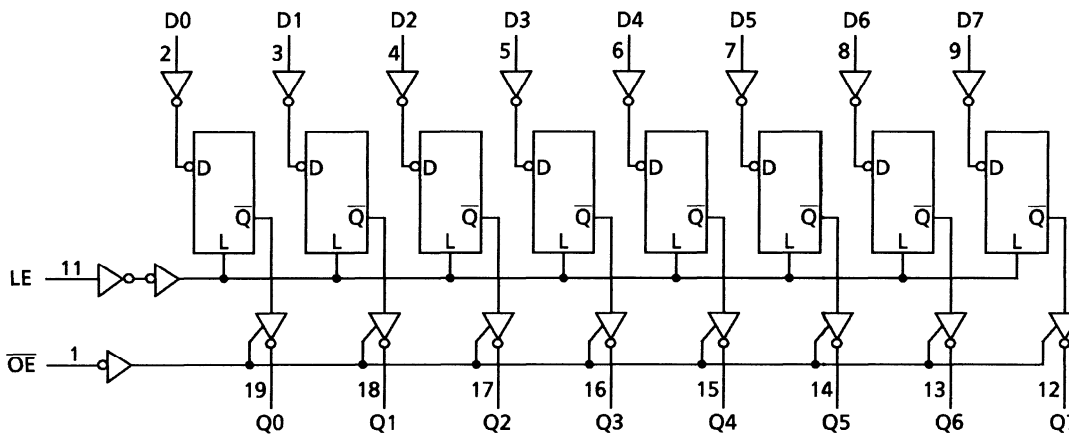 D0 D1 D2 D3 D4 D5 D6 D7
2 3 4 5 6 7 8 9
D D D D D D D D
Q̅ Q̅ Q̅ Q̅ Q̅ Q̅ Q̅ Q̅
L L L L L L L L
LE 11
O̅E̅ 1
19 18 17 16 15 14 13 12
Q0 Q1 Q2 Q3 Q4 Q5 Q6 Q7